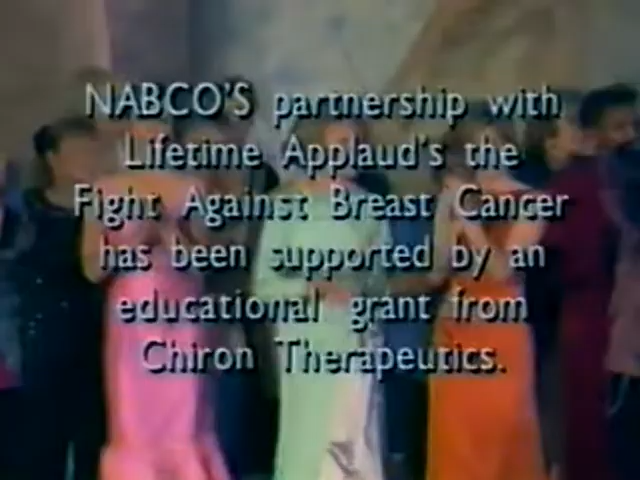 NABCO'S partnership with
Lifetime Applaud's the
Fight Against Breast Cancer
has been supported by an
educational grant from
Chiron Therapeutics.